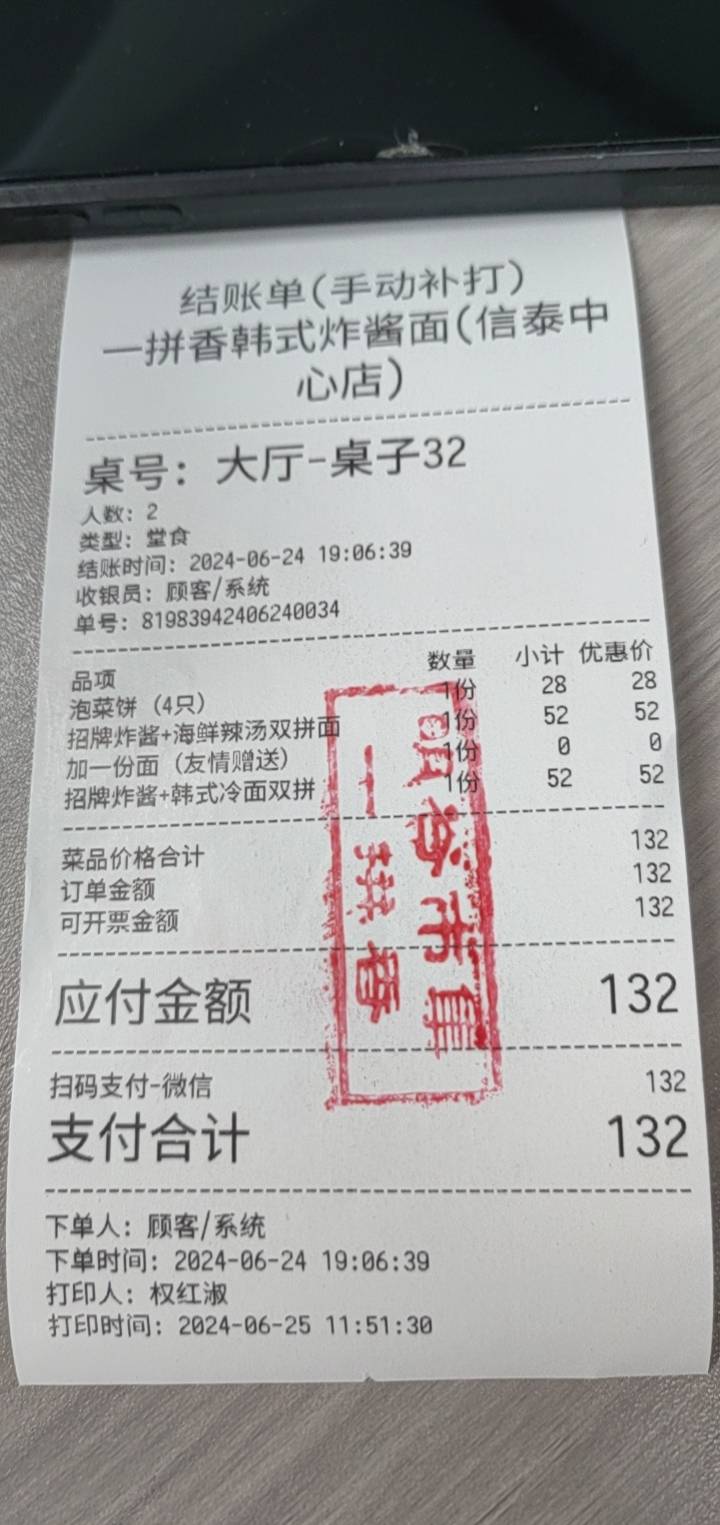 结账单(手动补打)
一拼香韩式炸酱面(信泰中
心店)
桌号: 大厅-桌子32
人数: 2
类型: 堂食
结账时间: 2024-06-24 19:06:39
收银员: 顾客/系统
单号: 81983942406240034
品项 数量 小计 优惠价
泡菜饼 (4只) 1份 28 28
招牌炸酱+海鲜辣汤双拼面 1份 52 52
加一份面 (友情赠送) 1份 0 0
招牌炸酱+韩式冷面双拼 1份 52 52
菜品价格合计 132
订单金额 132
可开票金额 132
应付金额 132
扫码支付-微信 132
支付合计 132
下单人: 顾客/系统
下单时间: 2024-06-24 19:06:39
打印人: 权红淑
打印时间: 2024-06-25 11:51:30
一拼香